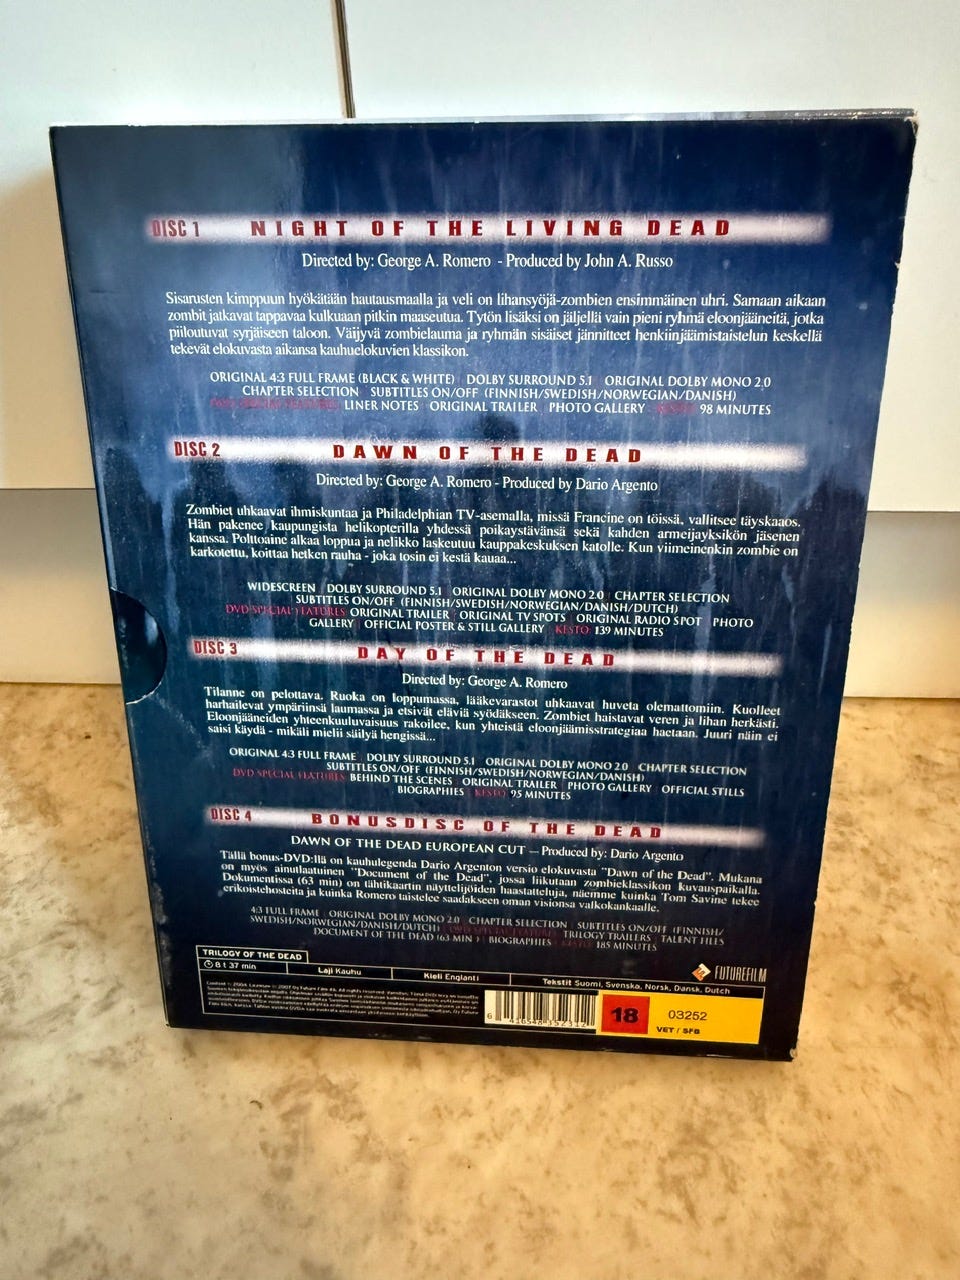 DISC 1 NIGHT OF THE LIVING DEAD
Directed by: George A. Romero - Produced by John A. Russo
Sisarusten kimppuun hyökätään hautausmaalla ja veli on lihansyöjä-zombien ensimmäinen uhri. Samaan aikaan
zombit jatkavat tappavaa kulkuaan pitkin maaseutua. Tytön lisäksi on jäljellä vain pieni ryhmä eloonjääneitä, jotka
piiloutuvat syrjäiseen taloon. Väijyvä zombielauma ja ryhmän sisäiset jännitteet henkiinjäämistaistelun keskellä
tekevät elokuvasta aikansa kauhuelokuvien klassikon.
ORIGINAL 4:3 FULL FRAME (BLACK & WHITE) DOLBY SURROUND 5.1 ORIGINAL DOLBY MONO 2.0
CHAPTER SELECTION SUBTITLES ON/OFF (FINNISH/SWEDISH/NORWEGIAN/DANISH)
DVD SPECIAL FEATURES: LINER NOTES ORIGINAL TRAILER PHOTO GALLERY KESTO: 98 MINUTES
DISC 2 DAWN OF THE DEAD
Directed by: George A. Romero - Produced by Dario Argento
Zombiet uhkaavat ihmiskuntaa ja Philadelphian TV-asemalla, missä Francine on töissä, vallitsee täyskaaos.
Hän pakenee kaupungista helikopterilla yhdessä poikaystävänsä sekä kahden armeijayksikön jäsenen
kanssa. Polttoaine alkaa loppua ja nelikko laskeutuu kauppakeskuksen katolle. Kun viimeinenkin zombie on
karkotettu, koittaa hetken rauha - joka tosin ei kestä kauaa...
WIDESCREEN DOLBY SURROUND 5.1 ORIGINAL DOLBY MONO 2.0 CHAPTER SELECTION
SUBTITLES ON/OFF (FINNISH/SWEDISH/NORWEGIAN/DANISH/DUTCH)
DVD SPECIAL FEATURES: ORIGINAL TRAILER ORIGINAL TV SPOTS ORIGINAL RADIO SPOT PHOTO
GALLERY OFFICIAL POSTER & STILL GALLERY KESTO: 139 MINUTES
DISC 3 DAY OF THE DEAD
Directed by: George A. Romero
Tilanne on pelottava. Ruoka on loppumassa, lääkevarastot uhkaavat huveta olemattomiin. Kuolleet
harhailevat ympäriinsä laumassa ja etsivät eläviä syödäkseen. Zombiet haistavat veren ja lihan herkästi.
Eloonjääneiden yhteenkuuluvaisuus rakoilee, kun yhteistä eloonjäämisstrategiaa haetaan. Juuri näin ei
saisi käydä - mikäli mielii säilyä hengissä...
ORIGINAL 4:3 FULL FRAME DOLBY SURROUND 5.1 ORIGINAL DOLBY MONO 2.0 CHAPTER SELECTION
SUBTITLES ON/OFF (FINNISH/SWEDISH/NORWEGIAN/DANISH)
DVD SPECIAL FEATURES: BEHIND THE SCENES ORIGINAL TRAILER PHOTO GALLERY OFFICIAL STILLS
BIOGRAPHIES KESTO: 95 MINUTES
DISC 4 BONUSDISC OF THE DEAD
DAWN OF THE DEAD EUROPEAN CUT – Produced by: Dario Argento
Tällä bonus-DVD:llä on kauhulegenda Dario Argenton versio elokuvasta "Dawn of the Dead". Mukana
on myös ainutlaatuinen "Document of the Dead", jossa liikutaan zombieklassikon kuvauspaikalla.
Dokumentissa (63 min) on tähtikaartin näyttelijöiden haastatteluja, näemme kuinka Tom Savine tekee
erikoistehosteita ja kuinka Romero taistelee saadakseen oman visionsa valkokankaalle.
4:3 FULL FRAME ORIGINAL DOLBY MONO 2.0 CHAPTER SELECTION SUBTITLES ON/OFF (FINNISH/
SWEDISH/NORWEGIAN/DANISH/DUTCH) DVD SPECIAL FEATURES: TRILOGY TRAILERS TALENT FILES
DOCUMENT OF THE DEAD (63 MIN) BIOGRAPHIES KESTO: 185 MINUTES
TRILOGY OF THE DEAD
8 t 37 min Laji Kauhu Kieli Englanti Tekstit Suomi, Svenska, Norsk, Dansk, Dutch
FUTUREFILM
6 416548 352312
18
03252
VET / SFB